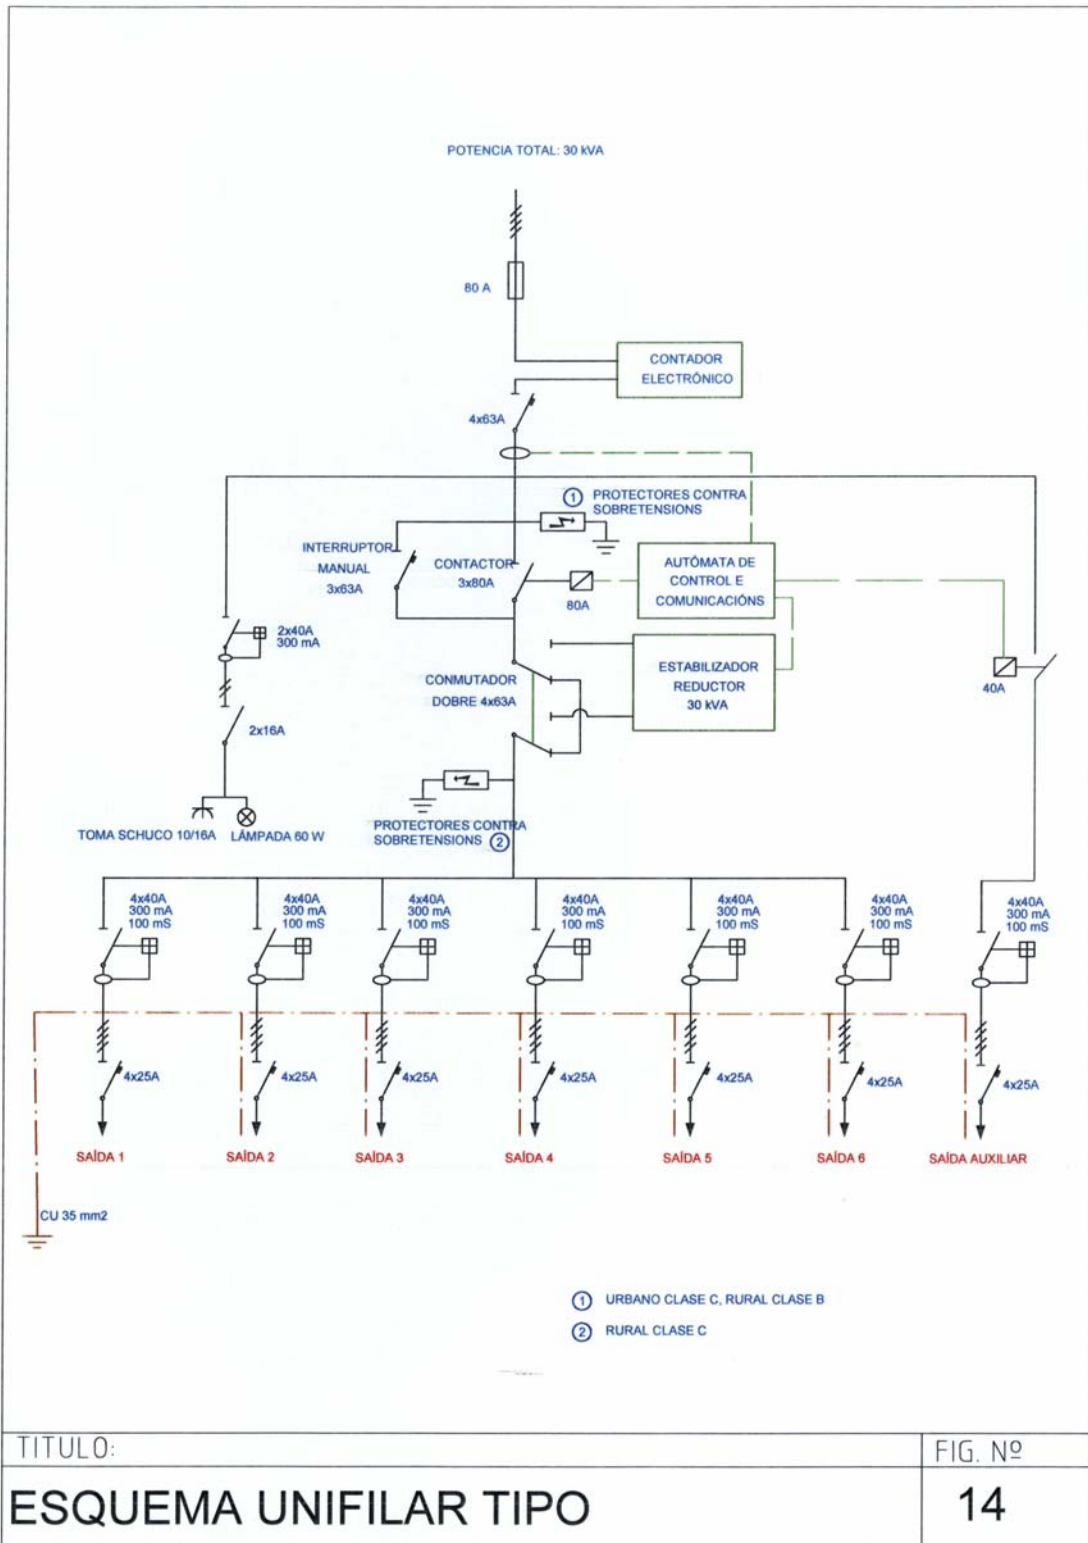 POTENCIA TOTAL: 30 kVA
80 A
CONTADOR
ELECTRÓNICO
4x63A
1 PROTECTORES CONTRA
SOBRETENSIONS
INTERRUPTOR
MANUAL
3x63A
CONTACTOR
3x80A
80A
AUTÓMATA DE
CONTROL E
COMUNICACIÓNS
2x40A
300 mA
CONMUTADOR
DOBRE 4x63A
ESTABILIZADOR
REDUCTOR
30 kVA
40A
2x16A
TOMA SCHUCO 10/16A
LÁMPADA 60 W
PROTECTORES CONTRA
SOBRETENSIONS 2
4x40A
300 mA
100 mS
4x40A
300 mA
100 mS
4x40A
300 mA
100 mS
4x40A
300 mA
100 mS
4x40A
300 mA
100 mS
4x40A
300 mA
100 mS
4x40A
300 mA
100 mS
4x25A
4x25A
4x25A
4x25A
4x25A
4x25A
4x25A
SAÍDA 1
SAÍDA 2
SAÍDA 3
SAÍDA 4
SAÍDA 5
SAÍDA 6
SAÍDA AUXILIAR
CU 35 mm2
1 URBANO CLASE C, RURAL CLASE B
2 RURAL CLASE C
TITULO:
FIG. Nº
ESQUEMA UNIFILAR TIPO
14